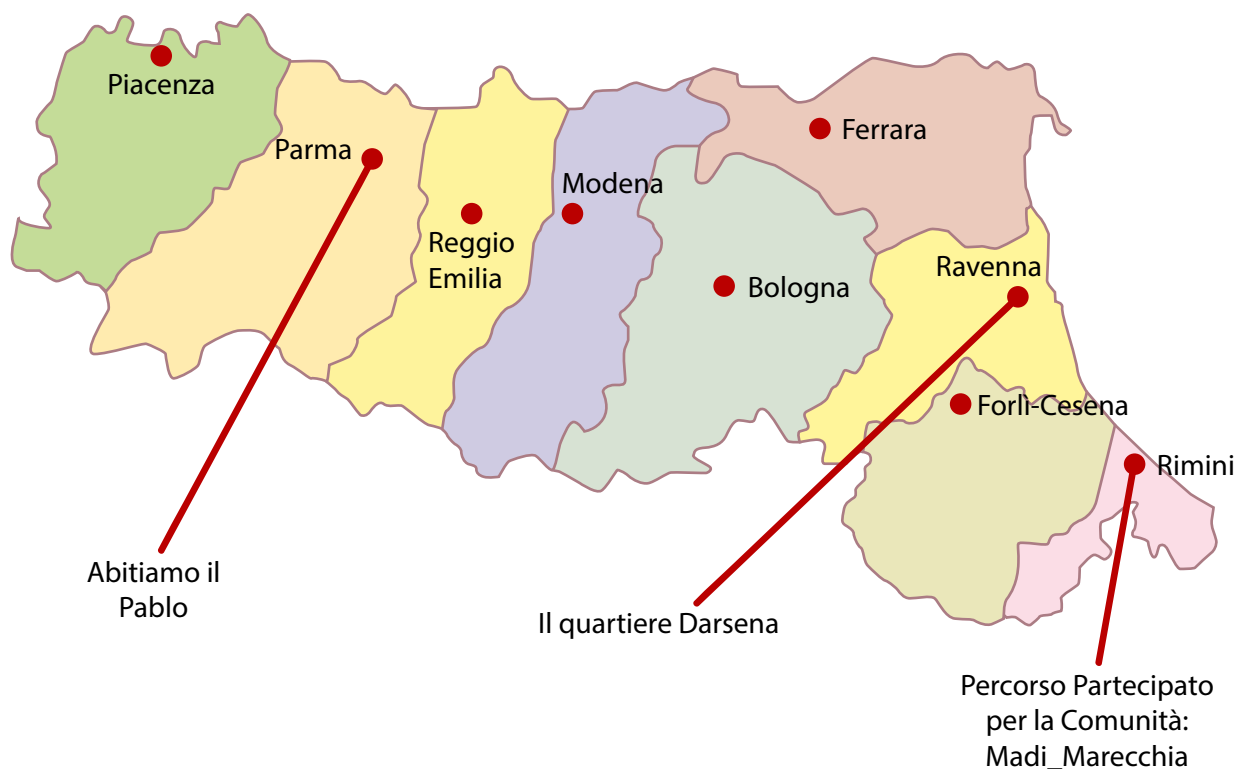 Piacenza
Parma
Ferrara
Modena
Reggio
Emilia
Bologna
Ravenna
Forlì-Cesena
Rimini
Abitiamo il
Pablo
Il quartiere Darsena
Percorso Partecipato
per la Comunità:
Madi_Marecchia